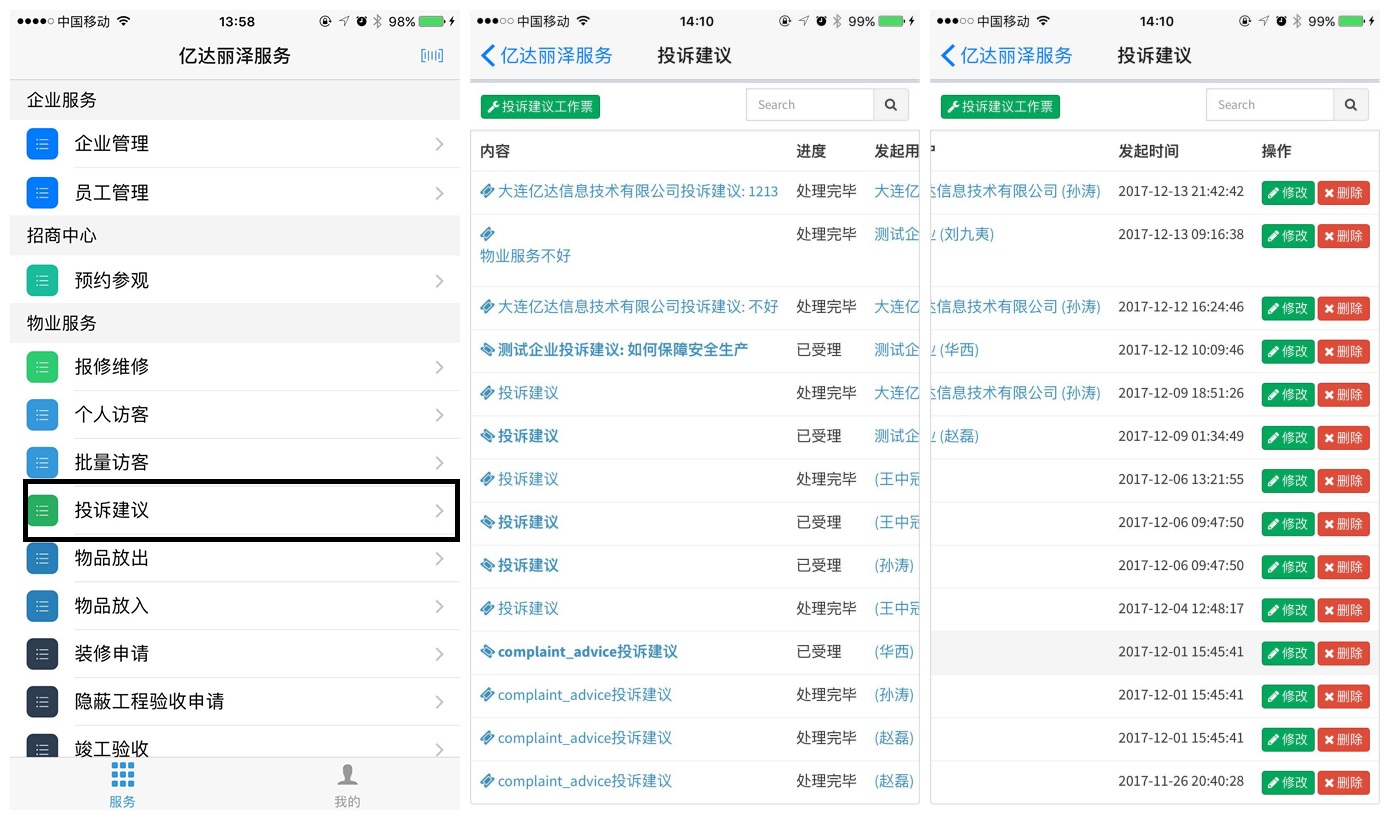 中国移动 13:58 98%
亿达丽泽服务
企业服务
企业管理
员工管理
招商中心
预约参观
物业服务
报修维修
个人访客
批量访客
投诉建议
物品放出
物品放入
装修申请
隐蔽工程验收申请
竣工验收
服务 我的
中国移动 14:10 99%
亿达丽泽服务 投诉建议
投诉建议工作票 Search
内容 进度 发起用
大连亿达信息技术有限公司投诉建议: 1213 处理完毕 大连亿
处理完毕 测试企
物业服务不好
大连亿达信息技术有限公司投诉建议: 不好 处理完毕 大连亿
测试企业投诉建议: 如何保障安全生产 已受理 测试企
投诉建议 处理完毕 大连亿
投诉建议 已受理 测试企
投诉建议 处理完毕 (王中冠
投诉建议 已受理 (王中冠
投诉建议 已受理 (孙涛)
投诉建议 处理完毕 (王中冠
complaint_advice投诉建议 已受理 (华西)
complaint_advice投诉建议 处理完毕 (孙涛)
complaint_advice投诉建议 处理完毕 (赵磊)
complaint_advice投诉建议 处理完毕 (赵磊)
中国移动 14:10 99%
亿达丽泽服务 投诉建议
投诉建议工作票 Search
户 发起时间 操作
达信息技术有限公司 (孙涛) 2017-12-13 21:42:42 修改 删除
业 (刘九夷) 2017-12-13 09:16:38 修改 删除
达信息技术有限公司 (孙涛) 2017-12-12 16:24:46 修改 删除
业 (华西) 2017-12-12 10:09:46 修改 删除
达信息技术有限公司 (孙涛) 2017-12-09 18:51:26 修改 删除
业 (赵磊) 2017-12-09 01:34:49 修改 删除
2017-12-06 13:21:55 修改 删除
2017-12-06 09:47:50 修改 删除
2017-12-06 09:47:50 修改 删除
2017-12-04 12:48:17 修改 删除
2017-12-01 15:45:41 修改 删除
2017-12-01 15:45:41 修改 删除
2017-12-01 15:45:41 修改 删除
2017-11-26 20:40:28 修改 删除